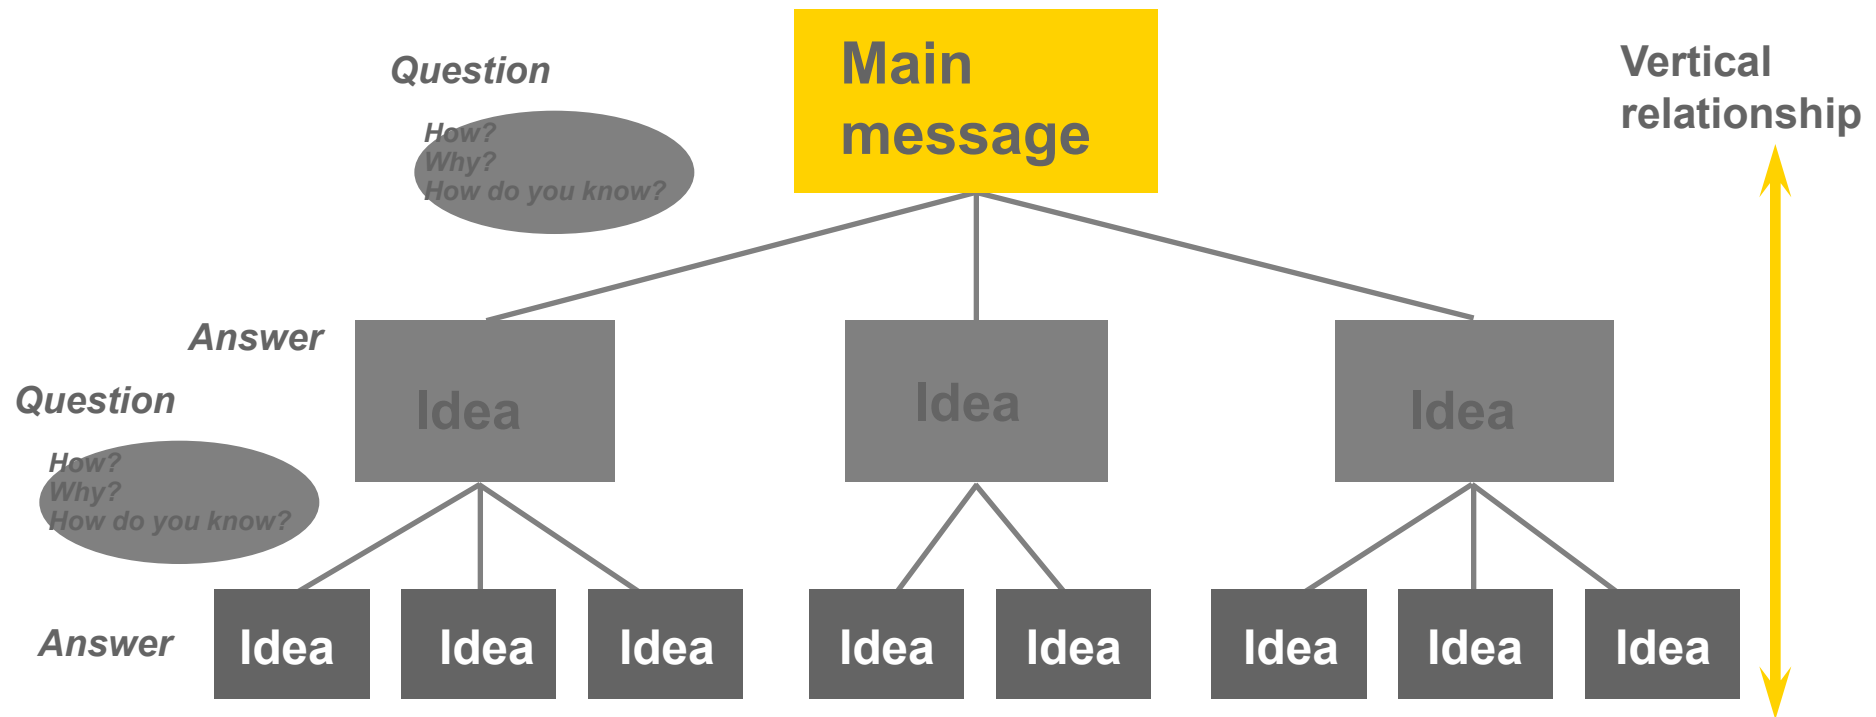 Main
message
Vertical
relationship
Question
How?
Why?
How do you know?
Answer
Idea
Idea
Idea
Question
How?
Why?
How do you know?
Answer
Idea
Idea
Idea
Idea
Idea
Idea
Idea
Idea